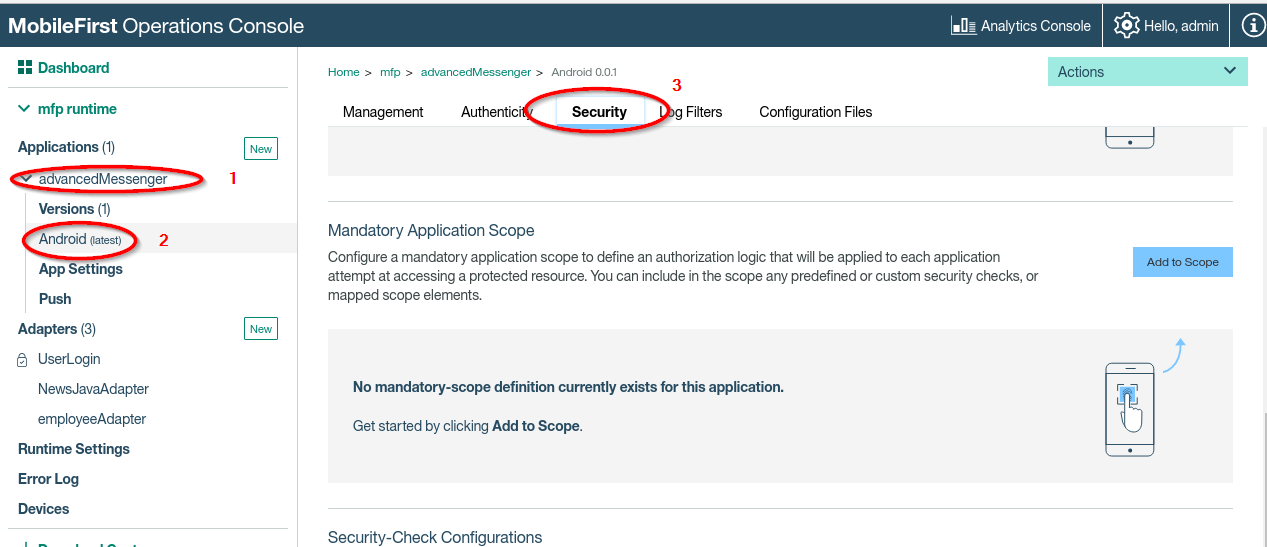 MobileFirst Operations Console
Analytics Console
Hello, admin
Dashboard
mfp runtime
Applications (1)
New
advancedMessenger
1
Versions (1)
Android (latest)
2
App Settings
Push
Adapters (3)
New
UserLogin
NewsJavaAdapter
employeeAdapter
Runtime Settings
Error Log
Devices
Home > mfp > advancedMessenger > Android 0.0.1
Actions
3
Management
Authenticity
Security
Log Filters
Configuration Files
Mandatory Application Scope
Configure a mandatory application scope to define an authorization logic that will be applied to each application
attempt at accessing a protected resource. You can include in the scope any predefined or custom security checks, or
mapped scope elements.
Add to Scope
No mandatory-scope definition currently exists for this application.
Get started by clicking Add to Scope.
Security-Check Configurations